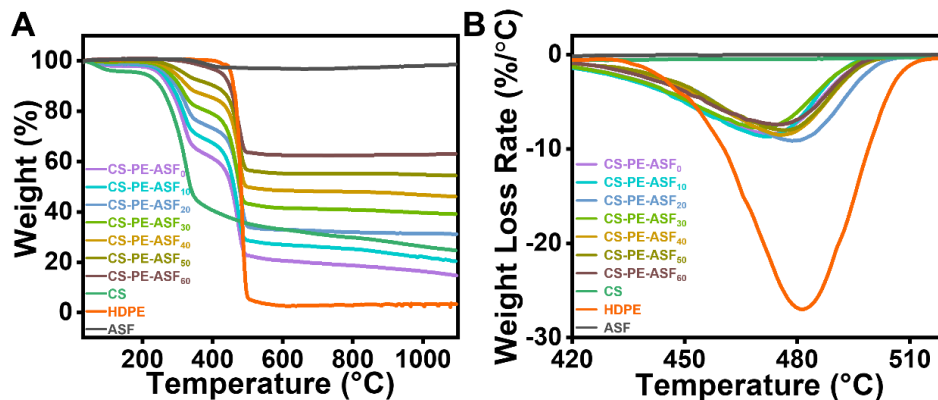 A
Weight (%)
100
80
60
40
20
0
CS-PE-ASF₀
CS-PE-ASF₁₀
CS-PE-ASF₂₀
CS-PE-ASF₃₀
CS-PE-ASF₄₀
CS-PE-ASF₅₀
CS-PE-ASF₆₀
CS
HDPE
ASF
200 400 600 800 1000
Temperature (°C)
B
Weight Loss Rate (%/°C)
0
-10
-20
-30
CS-PE-ASF₀
CS-PE-ASF₁₀
CS-PE-ASF₂₀
CS-PE-ASF₃₀
CS-PE-ASF₄₀
CS-PE-ASF₅₀
CS-PE-ASF₆₀
CS
HDPE
ASF
420 450 480 510
Temperature (°C)